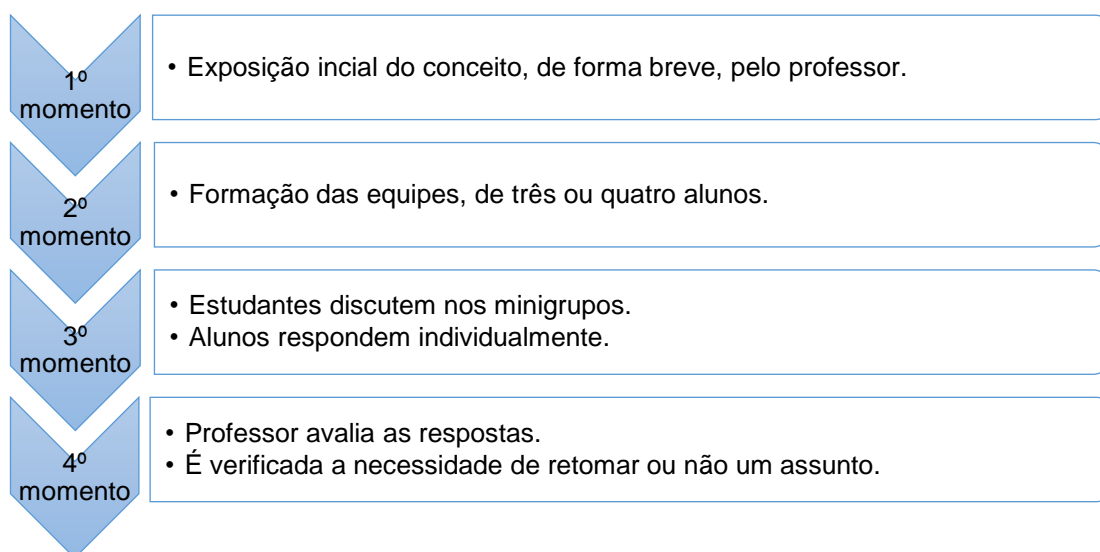 1º
momento
• Exposição incial do conceito, de forma breve, pelo professor.
2º
momento
• Formação das equipes, de três ou quatro alunos.
3º
momento
• Estudantes discutem nos minigrupos.
• Alunos respondem individualmente.
4º
momento
• Professor avalia as respostas.
• É verificada a necessidade de retomar ou não um assunto.